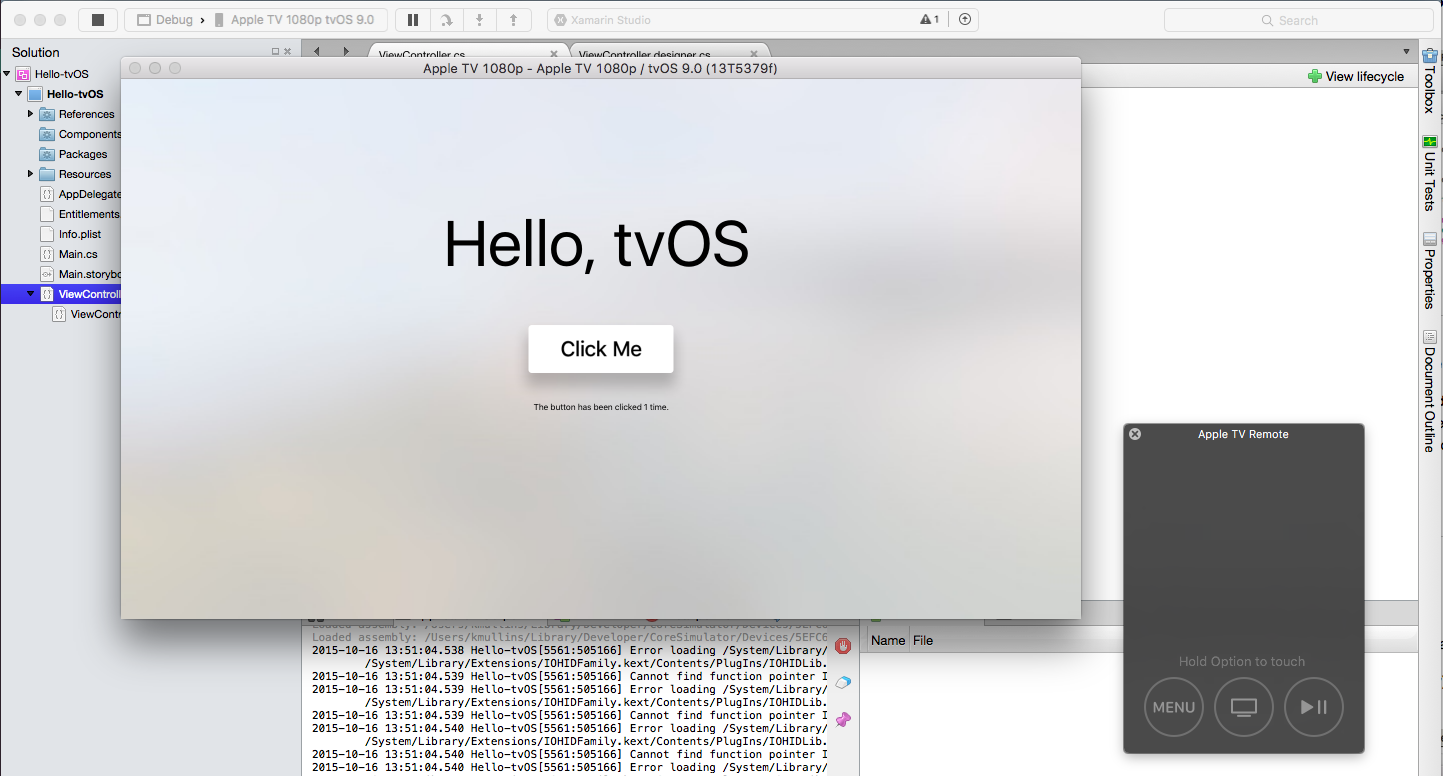 Debug › Apple TV 1080p tvOS 9.0
Xamarin Studio
1
Search
Solution
Hello-tvOS
Hello-tvOS
References
Components
Packages
Resources
AppDelegate
Entitlements
Info.plist
Main.cs
Main.storybo
ViewControll
ViewContr
ViewController.cs
ViewController.designer.cs
View lifecycle
Apple TV 1080p - Apple TV 1080p / tvOS 9.0 (13T5379f)
Hello, tvOS
Click Me
The button has been clicked 1 time.
Toolbox
Unit Tests
Properties
Document Outline
Apple TV Remote
Hold Option to touch
MENU
Loaded assembly: /Users/kmullins/Library/Developer/CoreSimulator/Devices/5EFC6
Loaded assembly: /Users/kmullins/Library/Developer/CoreSimulator/Devices/5EFC6
2015-10-16 13:51:04.538 Hello-tvOS[5561:505166] Error loading /System/Library/
/System/Library/Extensions/IOHIDFamily.kext/Contents/PlugIns/IOHIDLib.
2015-10-16 13:51:04.539 Hello-tvOS[5561:505166] Cannot find function pointer I
2015-10-16 13:51:04.539 Hello-tvOS[5561:505166] Error loading /System/Library/
/System/Library/Extensions/IOHIDFamily.kext/Contents/PlugIns/IOHIDLib.
2015-10-16 13:51:04.539 Hello-tvOS[5561:505166] Cannot find function pointer I
2015-10-16 13:51:04.540 Hello-tvOS[5561:505166] Error loading /System/Library/
/System/Library/Extensions/IOHIDFamily.kext/Contents/PlugIns/IOHIDLib.
2015-10-16 13:51:04.540 Hello-tvOS[5561:505166] Cannot find function pointer I
2015-10-16 13:51:04.540 Hello-tvOS[5561:505166] Error loading /System/Library/
Name File